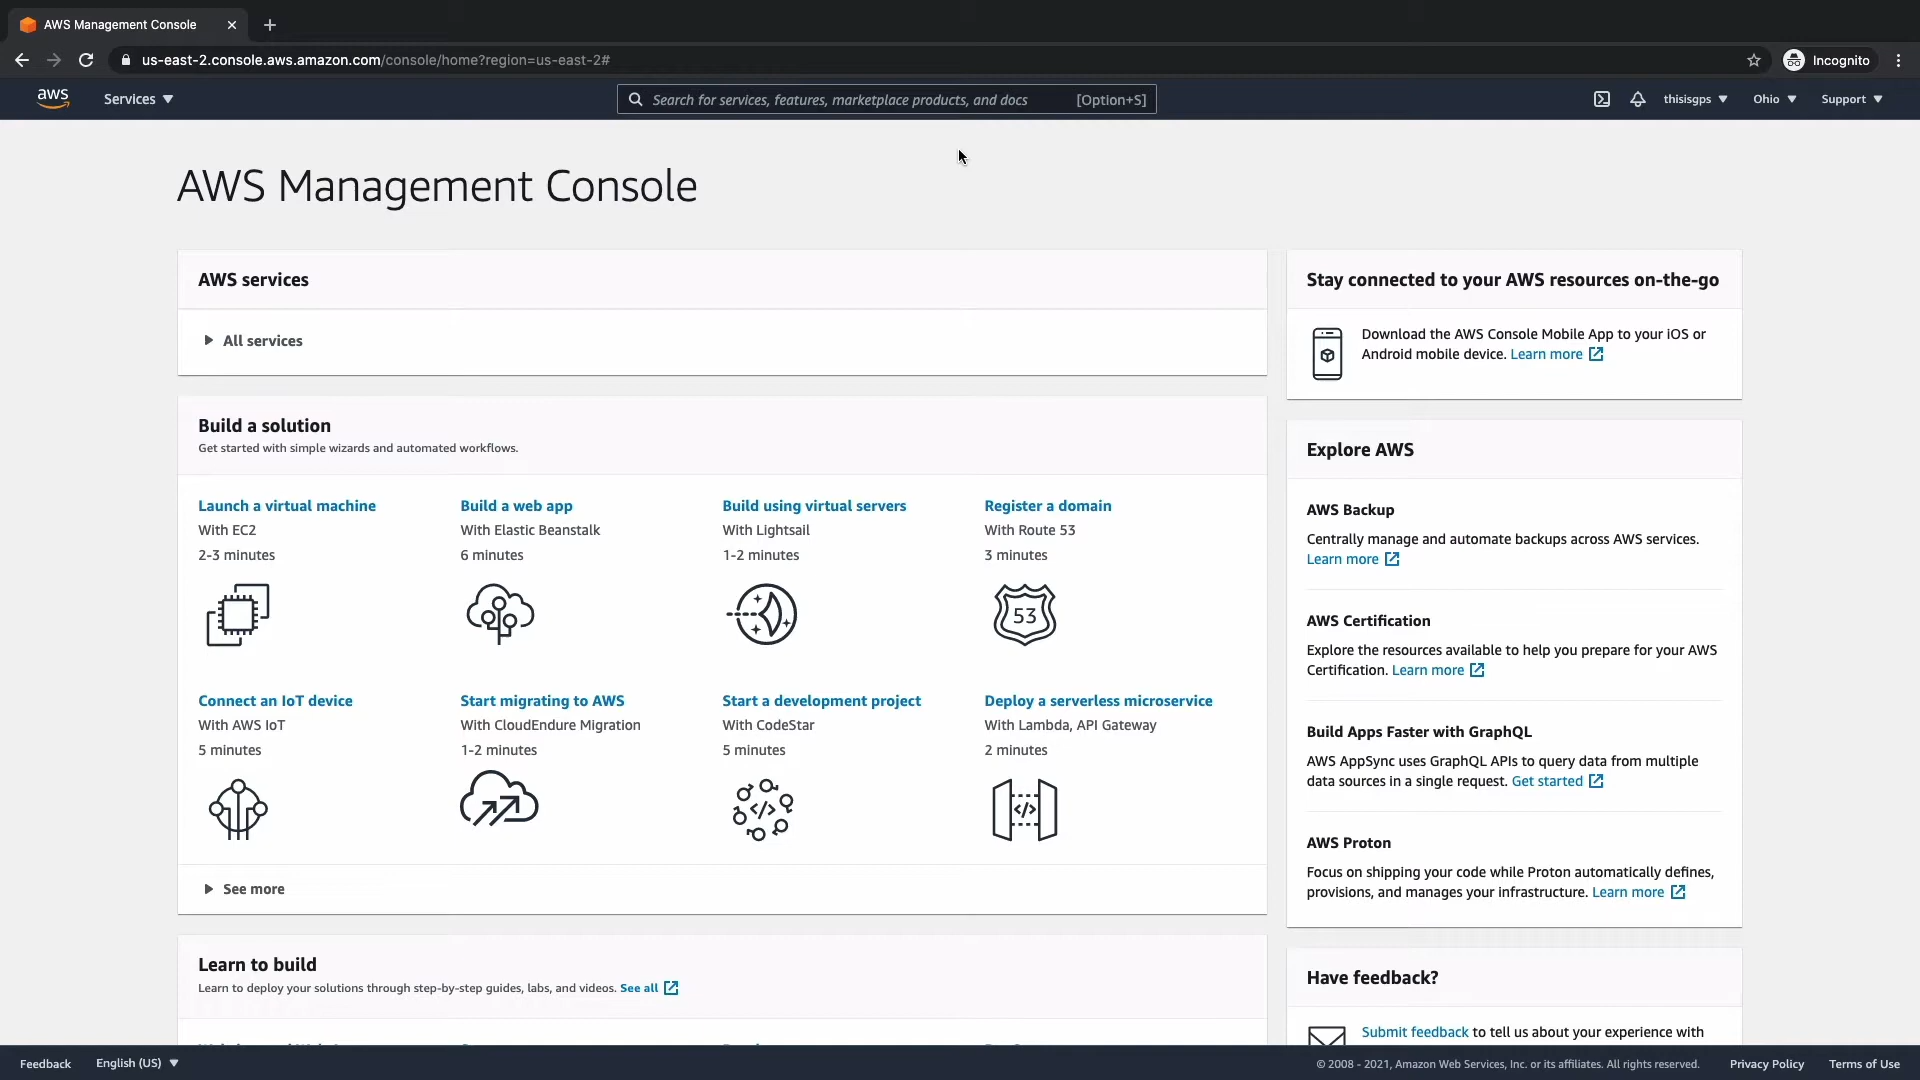 AWS Management Console
us-east-2.console.aws.amazon.com/console/home?region=us-east-2#
Incognito
aws
Services
Search for services, features, marketplace products, and docs [Option+S]
thisisgps
Ohio
Support
AWS Management Console
AWS services
All services
Build a solution
Get started with simple wizards and automated workflows.
Launch a virtual machine
With EC2
2-3 minutes
Build a web app
With Elastic Beanstalk
6 minutes
Build using virtual servers
With Lightsail
1-2 minutes
Register a domain
With Route 53
3 minutes
53
Connect an IoT device
With AWS IoT
5 minutes
Start migrating to AWS
With CloudEndure Migration
1-2 minutes
Start a development project
With CodeStar
5 minutes
Deploy a serverless microservice
With Lambda, API Gateway
2 minutes
See more
Learn to build
Learn to deploy your solutions through step-by-step guides, labs, and videos. See all
Stay connected to your AWS resources on-the-go
Download the AWS Console Mobile App to your iOS or
Android mobile device. Learn more
Explore AWS
AWS Backup
Centrally manage and automate backups across AWS services.
Learn more
AWS Certification
Explore the resources available to help you prepare for your AWS
Certification. Learn more
Build Apps Faster with GraphQL
AWS AppSync uses GraphQL APIs to query data from multiple
data sources in a single request. Get started
AWS Proton
Focus on shipping your code while Proton automatically defines,
provisions, and manages your infrastructure. Learn more
Have feedback?
Submit feedback to tell us about your experience with
Feedback
English (US)
© 2008 - 2021, Amazon Web Services, Inc. or its affiliates. All rights reserved.
Privacy Policy
Terms of Use